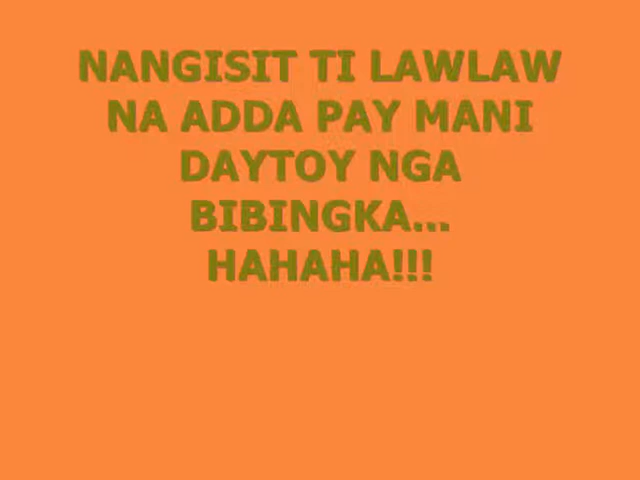 NANGISIT TI LAWLAW
NA ADDA PAY MANI
DAYTOY NGA
BIBINGKA...
HAHAHA!!!